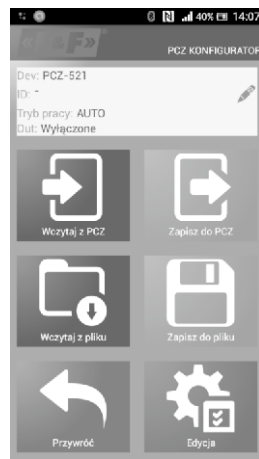 40% 14:07
«F&F»
PCZ KONFIGURATOR
Dev: PCZ-521
ID: -
Tryb pracy: AUTO
Out: Wyłączone
Wczytaj z PCZ Zapisz do PCZ
Wczytaj z pliku Zapisz do pliku
Przywróć Edycja